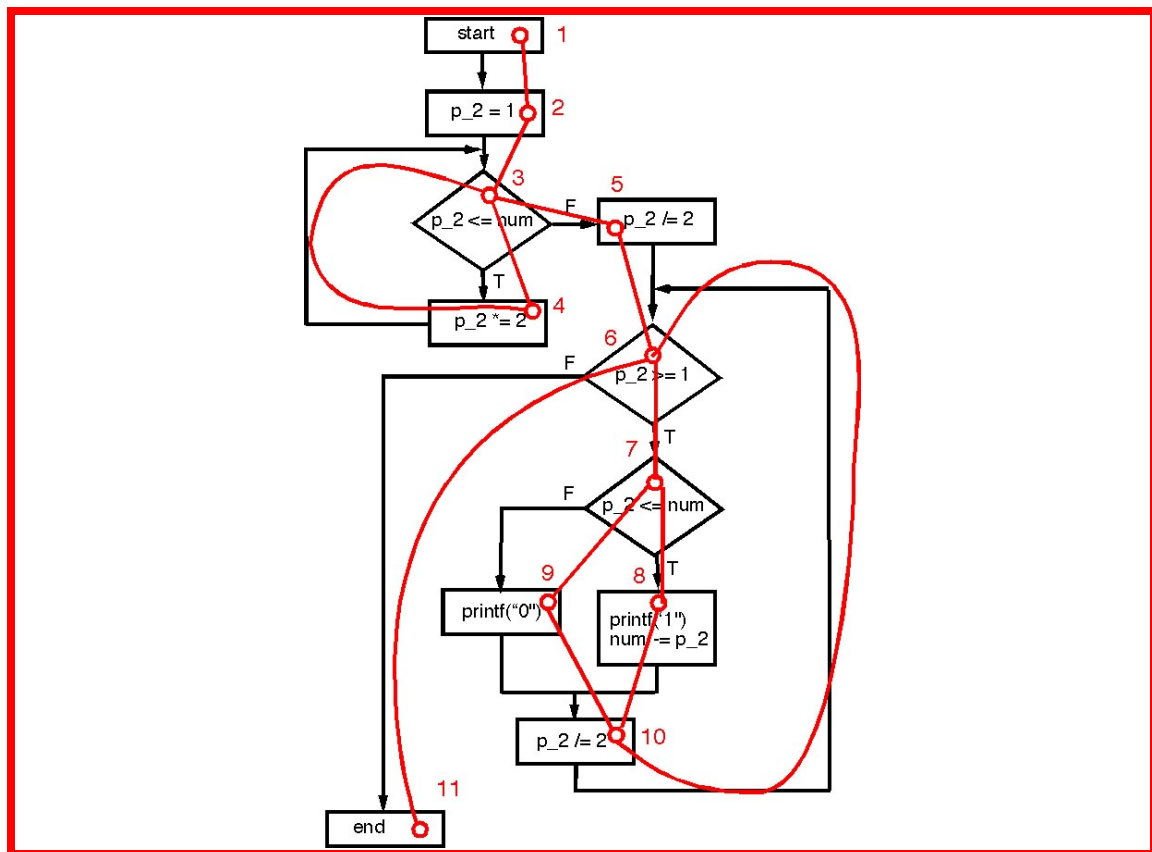 start
1
p_2 = 1
2
3
p_2 <= num
F
5
p_2 /= 2
T
4
p_2 *= 2
6
F
p_2 >= 1
T
7
F
p_2 <= num
T
9
8
printf("0")
printf("1")
num -= p_2
p_2 /= 2
10
11
end